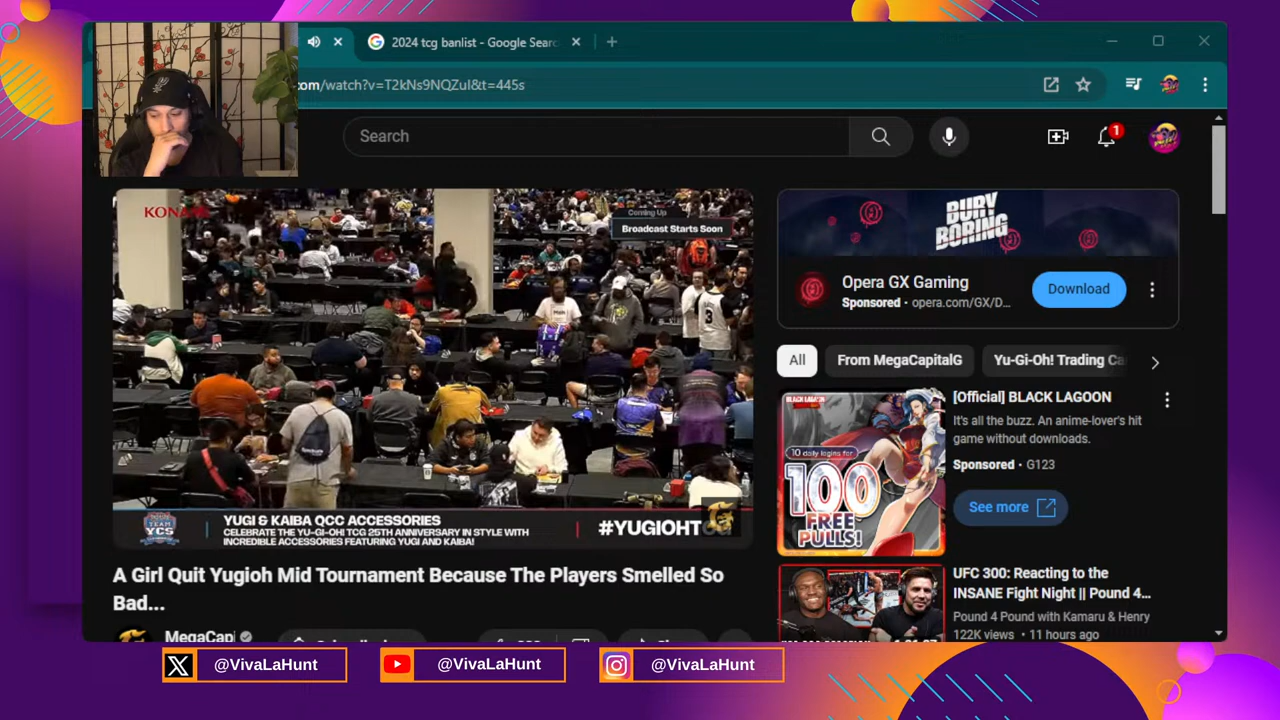 2024 tcg banlist - Google Searc
com/watch?v=T2kNs9NQZuI&t=445s
Search
1
KONAMI
Coming Up
Broadcast Starts Soon
3
TEAM
YCS
YUGI & KAIBA QCC ACCESSORIES
CELEBRATE THE YU-GI-OH! TCG 25TH ANNIVERSARY IN STYLE WITH
INCREDIBLE ACCESSORIES FEATURING YUGI AND KAIBA!
#YUGIOHT
A Girl Quit Yugioh Mid Tournament Because The Players Smelled So
Bad...
MegaCapi
BURY
BORING
Opera GX Gaming
Sponsored • opera.com/GX/D...
Download
All
From MegaCapitalG
Yu-Gi-Oh! Trading Ca
BLACK LAGOON
10 daily logins for
100
FREE
PULLS!
[Official] BLACK LAGOON
It's all the buzz. An anime-lover's hit
game without downloads.
Sponsored • G123
See more
UFC 300: Reacting to the
INSANE Fight Night || Pound 4...
Pound 4 Pound with Kamaru & Henry
122K views • 11 hours ago
@VivaLaHunt
@VivaLaHunt
@VivaLaHunt